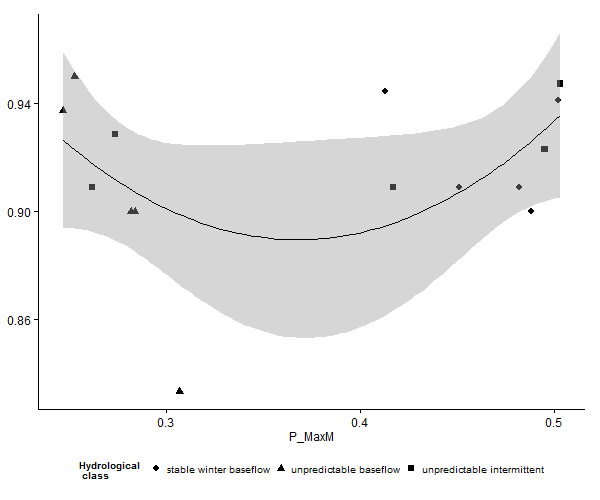 0.94
0.90
0.86
0.3 0.4 0.5
P_MaxM
Hydrological
class
stable winter baseflow unpredictable baseflow unpredictable intermittent